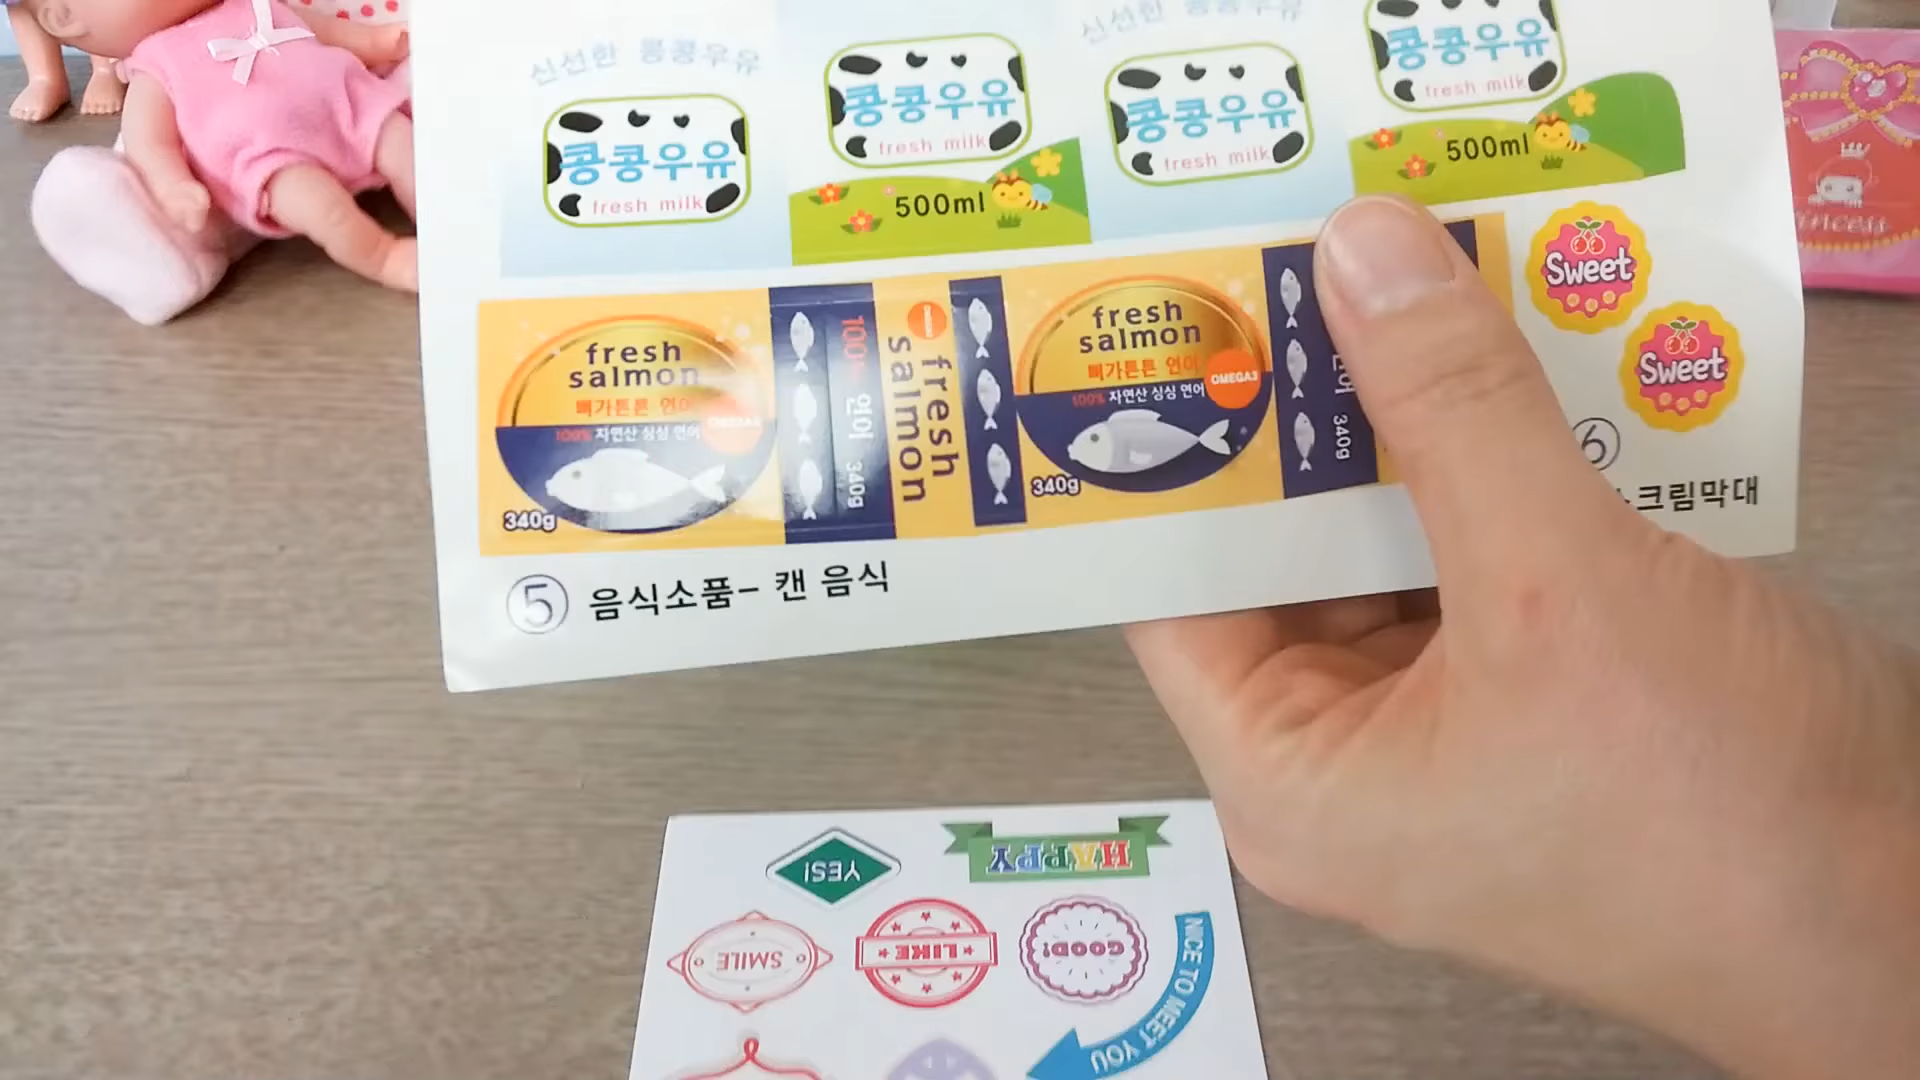 신선한 콩콩우유
콩콩우유
fresh milk
콩콩우유
fresh milk
500ml
신선한 콩콩우유
콩콩우유
fresh milk
콩콩우유
fresh milk
500ml
fresh
salmon
뼈가튼튼 연어
100% 자연산 싱싱 연어
OMEGA3
340g
100% 연어 340g
fresh
salmon
fresh
salmon
뼈가튼튼 연어
100% 자연산 싱싱 연어
OMEGA3
340g
연어 340g
Sweet
Sweet
⑤ 음식소품- 캔 음식
⑥
스크림막대
Princess
YES!
HAPPY
SMILE
LIKE
GOOD!
NICE TO MEET YOU